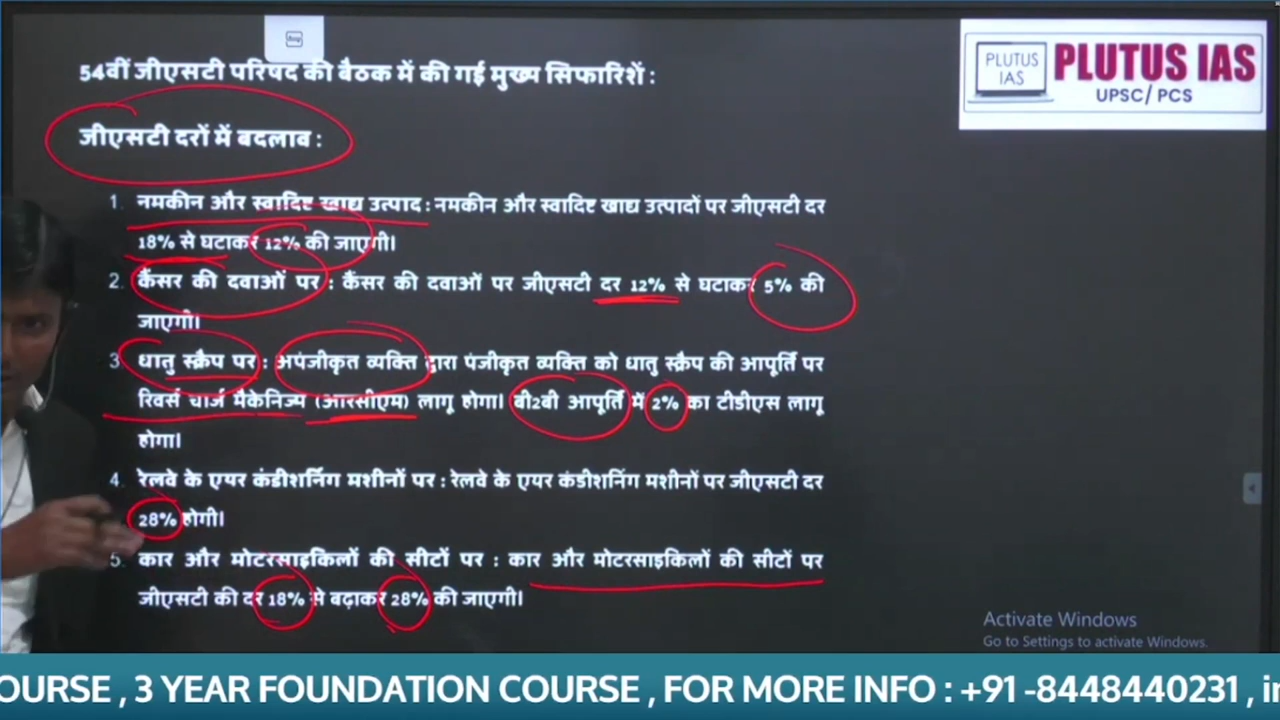 54वीं जीएसटी परिषद की बैठक में की गई मुख्य सिफारिशें :
PLUTUS IAS
PLUTUS IAS
UPSC/ PCS
जीएसटी दरों में बदलाव :
1. नमकीन और स्वादिष्ट खाद्य उत्पाद : नमकीन और स्वादिष्ट खाद्य उत्पादों पर जीएसटी दर
18% से घटाकर 12% की जाएगी।
2. कैंसर की दवाओं पर : कैंसर की दवाओं पर जीएसटी दर 12% से घटाकर 5% की
जाएगी।
3. धातु स्क्रैप पर : अपंजीकृत व्यक्ति द्वारा पंजीकृत व्यक्ति को धातु स्क्रैप की आपूर्ति पर
रिवर्स चार्ज मैकेनिज्म (आरसीएम) लागू होगा। बी2बी आपूर्ति में 2% का टीडीएस लागू
होगा।
4. रेलवे के एयर कंडीशनिंग मशीनों पर : रेलवे के एयर कंडीशनिंग मशीनों पर जीएसटी दर
28% होगी।
5. कार और मोटरसाइकिलों की सीटों पर : कार और मोटरसाइकिलों की सीटों पर
जीएसटी की दर 18% से बढ़ाकर 28% की जाएगी।
Activate Windows
Go to Settings to activate Windows.
OURSE , 3 YEAR FOUNDATION COURSE , FOR MORE INFO : +91 -8448440231 , in